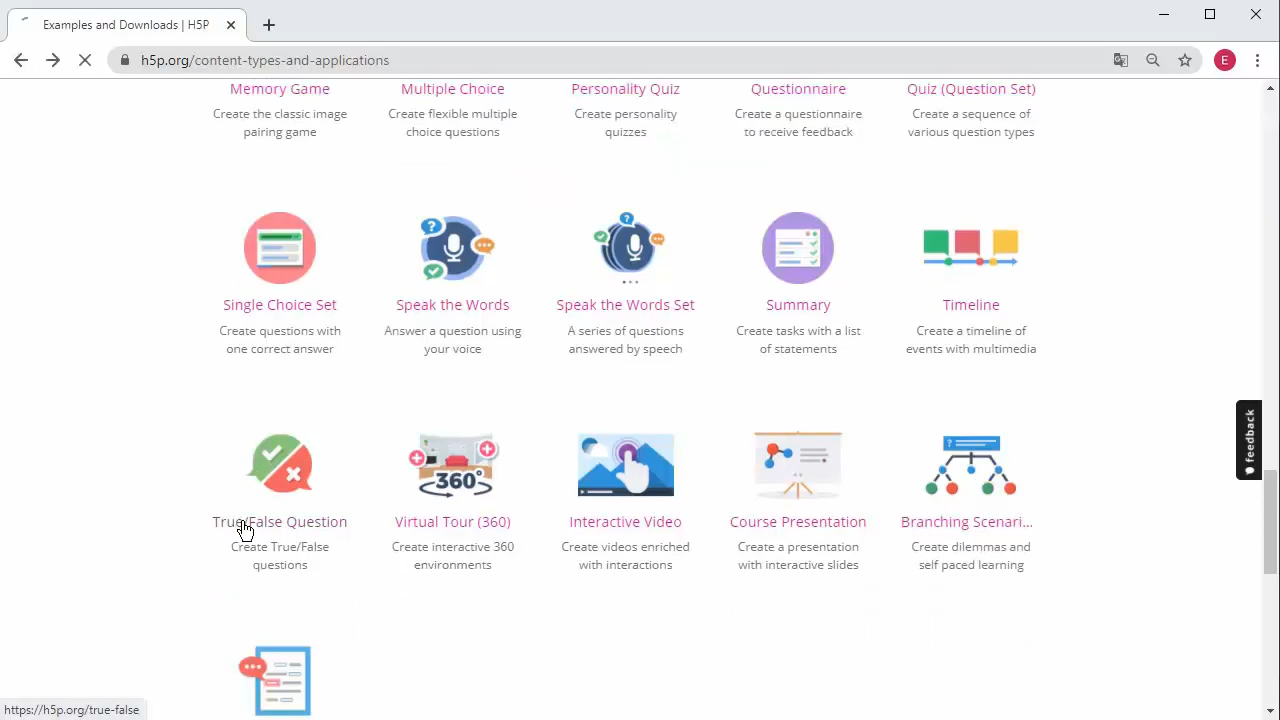 Examples and Downloads | H5P
h5p.org/content-types-and-applications
E
Memory Game
Create the classic image
pairing game
Multiple Choice
Create flexible multiple
choice questions
Personality Quiz
Create personality
quizzes
Questionnaire
Create a questionnaire
to receive feedback
Quiz (Question Set)
Create a sequence of
various question types
Single Choice Set
Create questions with
one correct answer
Speak the Words
Answer a question using
your voice
Speak the Words Set
A series of questions
answered by speech
Summary
Create tasks with a list
of statements
Timeline
Create a timeline of
events with multimedia
True/False Question
Create True/False
questions
360°
Virtual Tour (360)
Create interactive 360
environments
Interactive Video
Create videos enriched
with interactions
Course Presentation
Create a presentation
with interactive slides
Branching Scenari...
Create dilemmas and
self paced learning
Feedback
https://h5p.org/true-false